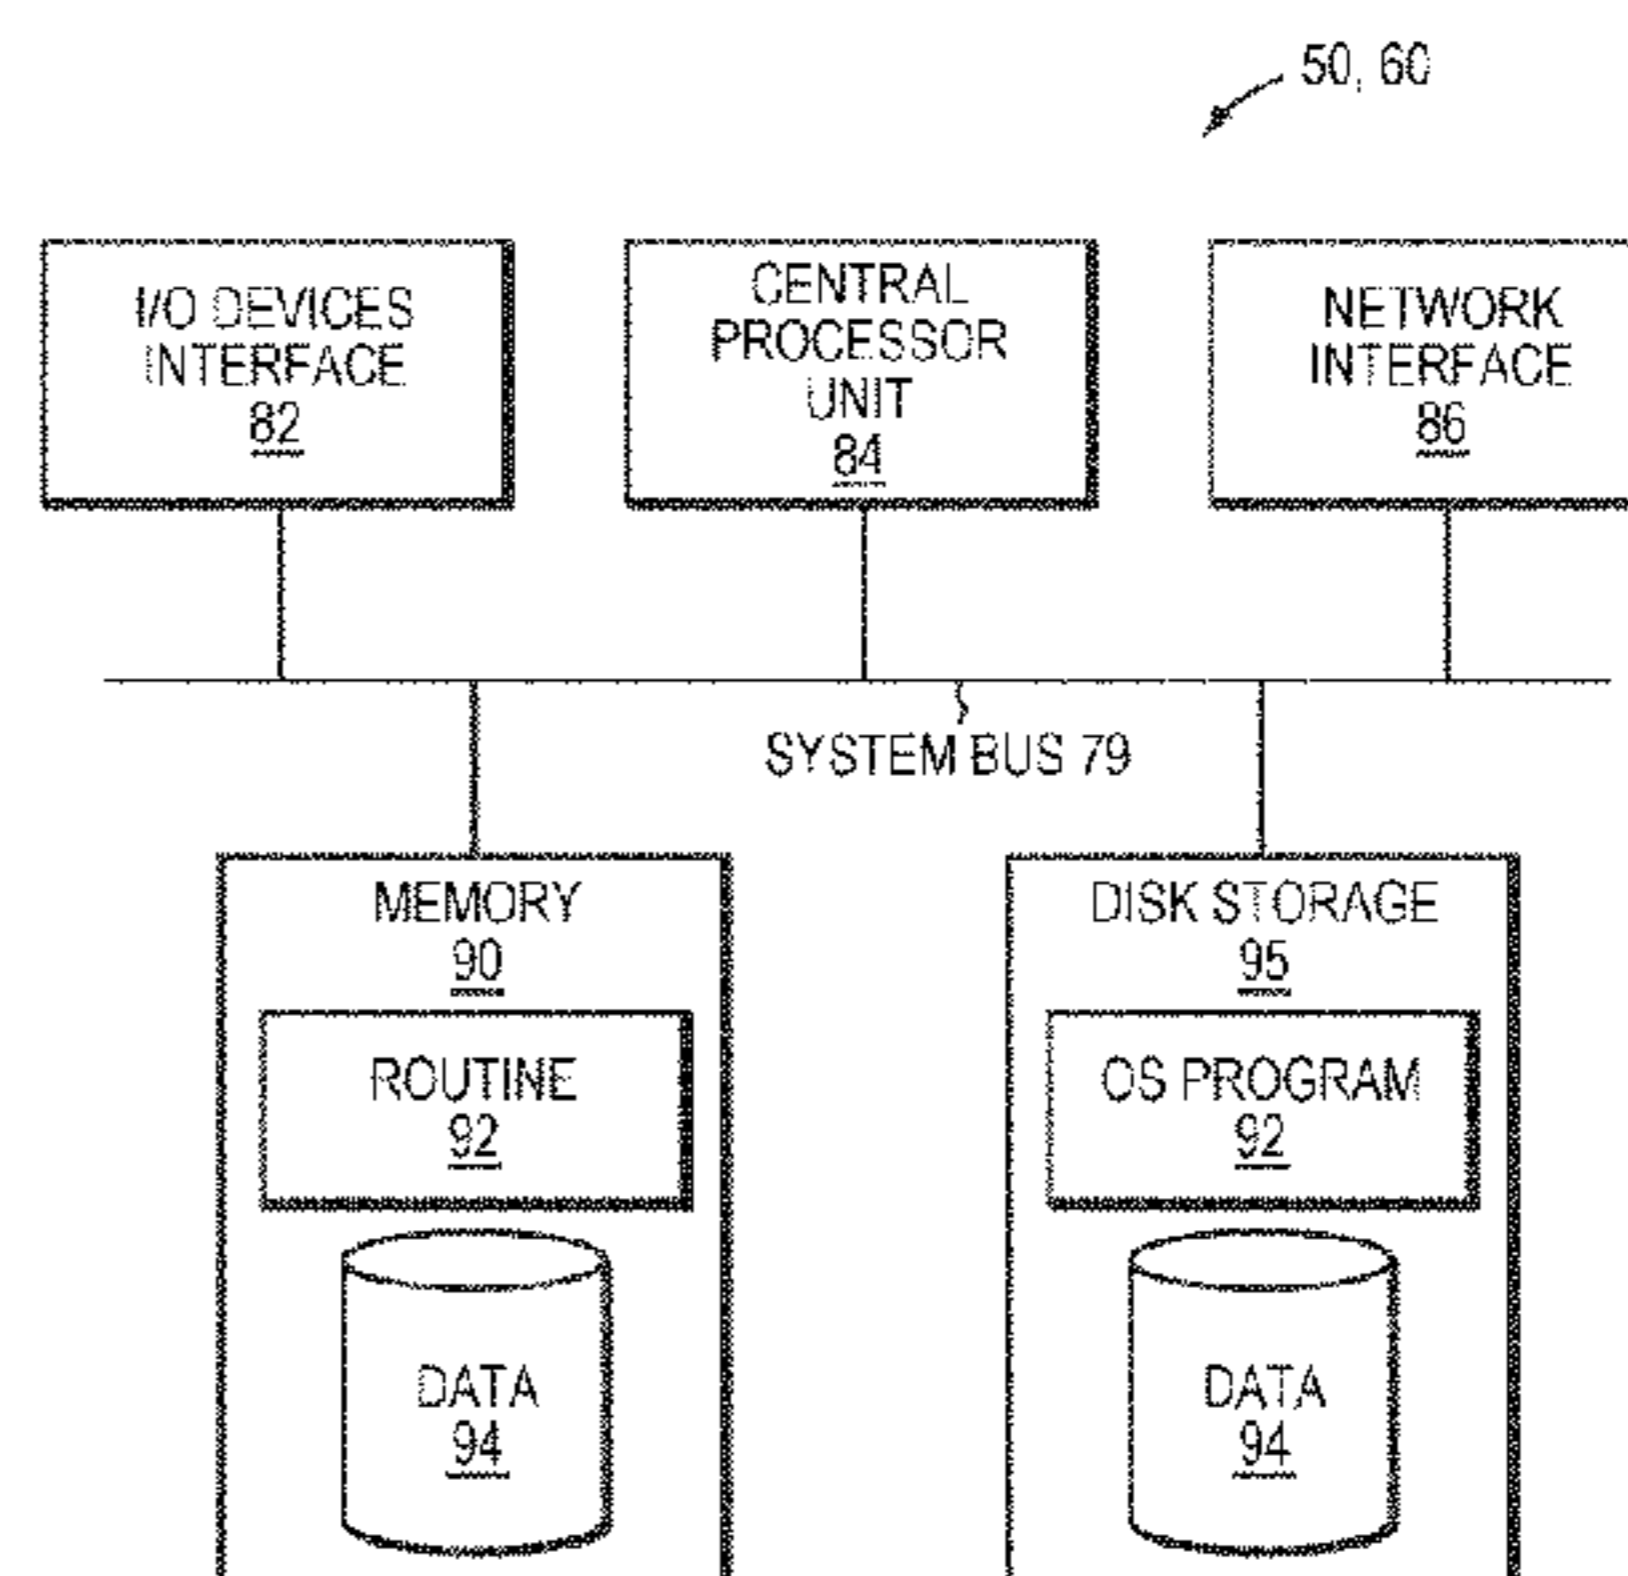 50, 60
I/O DEVICES
INTERFACE
82
CENTRAL
PROCESSOR
UNIT
84
NETWORK
INTERFACE
86
SYSTEM BUS 79
MEMORY
90
ROUTINE
92
DATA
94
DISK STORAGE
95
OS PROGRAM
92
DATA
94